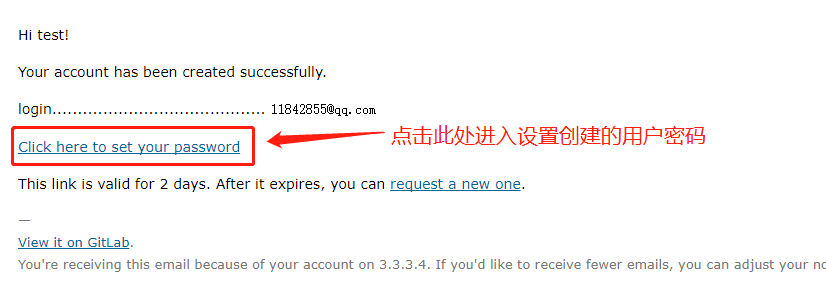 Hi test!
Your account has been created successfully.
login.......................................... 11842855@qq.com
Click here to set your password
点击此处进入设置创建的用户密码
This link is valid for 2 days. After it expires, you can request a new one.
—
View it on GitLab.
You're receiving this email because of your account on 3.3.3.4. If you'd like to receive fewer emails, you can adjust your